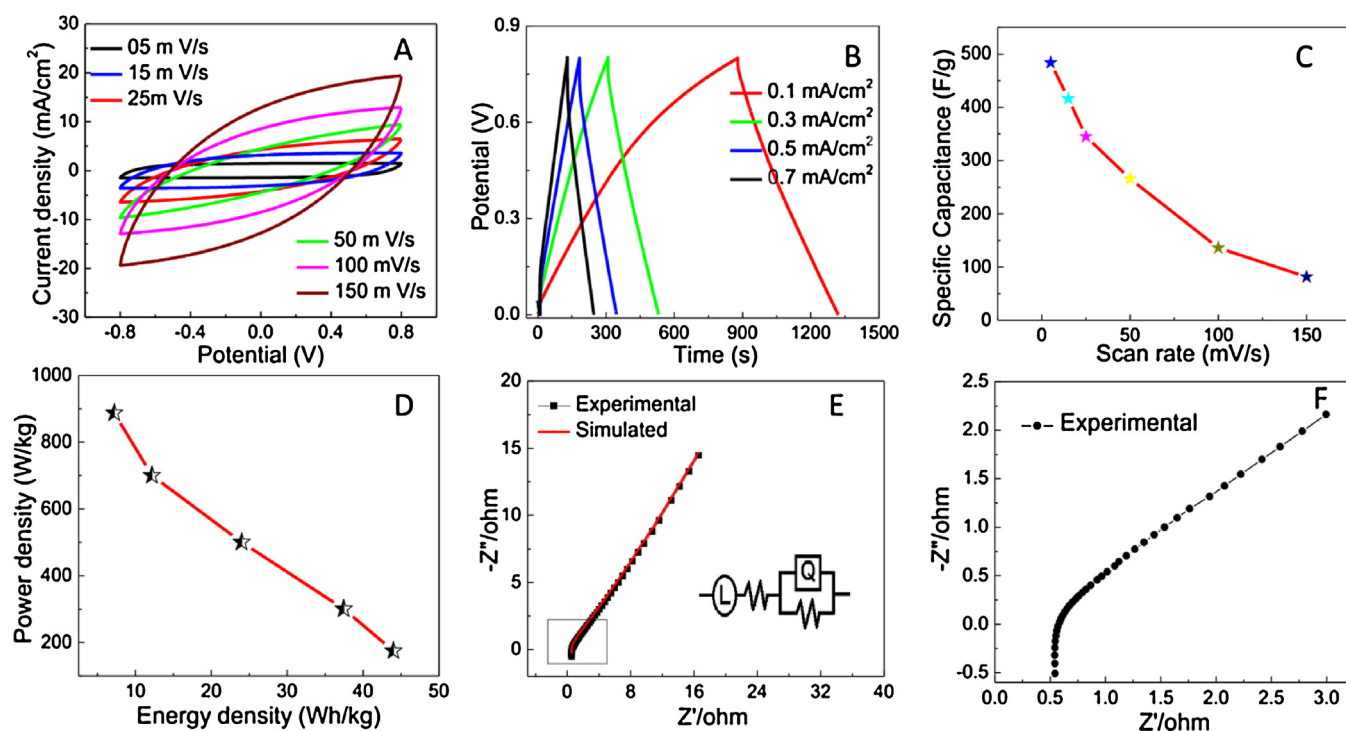 A
30
20
10
0
-10
-20
-30
Current density (mA/cm²)
05 m V/s
15 m V/s
25m V/s
50 m V/s
100 mV/s
150 m V/s
-0.8 -0.4 0.0 0.4 0.8
Potential (V)
B
0.9
0.6
0.3
0.0
Potential (V)
0.1 mA/cm²
0.3 mA/cm²
0.5 mA/cm²
0.7 mA/cm²
0 300 600 900 1200 1500
Time (s)
C
500
450
400
350
300
250
200
150
100
50
0
Specific Capacitance (F/g)
0 50 100 150
Scan rate (mV/s)
D
1000
800
600
400
200
Power density (W/kg)
10 20 30 40 50
Energy density (Wh/kg)
E
20
15
10
5
0
-Z"/ohm
Experimental
Simulated
L
Q
0 8 16 24 32 40
Z'/ohm
F
2.5
2.0
1.5
1.0
0.5
0.0
-0.5
-Z"/ohm
Experimental
0.0 0.5 1.0 1.5 2.0 2.5 3.0
Z'/ohm